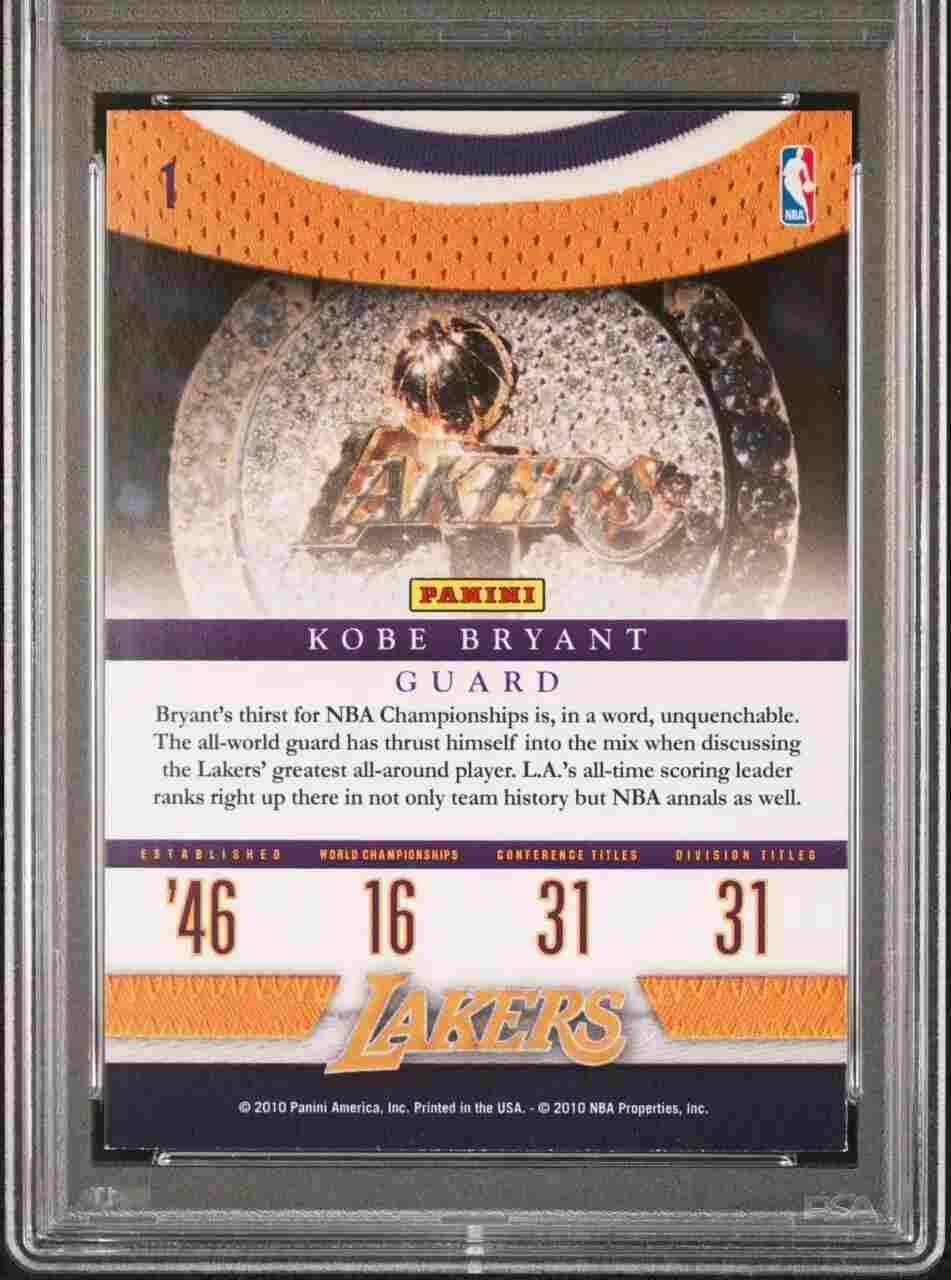 1
NBA
LAKERS
PANINI
KOBE BRYANT
GUARD
Bryant's thirst for NBA Championships is, in a word, unquenchable.
The all-world guard has thrust himself into the mix when discussing
the Lakers' greatest all-around player. L.A.'s all-time scoring leader
ranks right up there in not only team history but NBA annals as well.
ESTABLISHED WORLD CHAMPIONSHIPS CONFERENCE TITLES DIVISION TITLES
'46 16 31 31
LAKERS
© 2010 Panini America, Inc. Printed in the USA. - © 2010 NBA Properties, Inc.
PSA